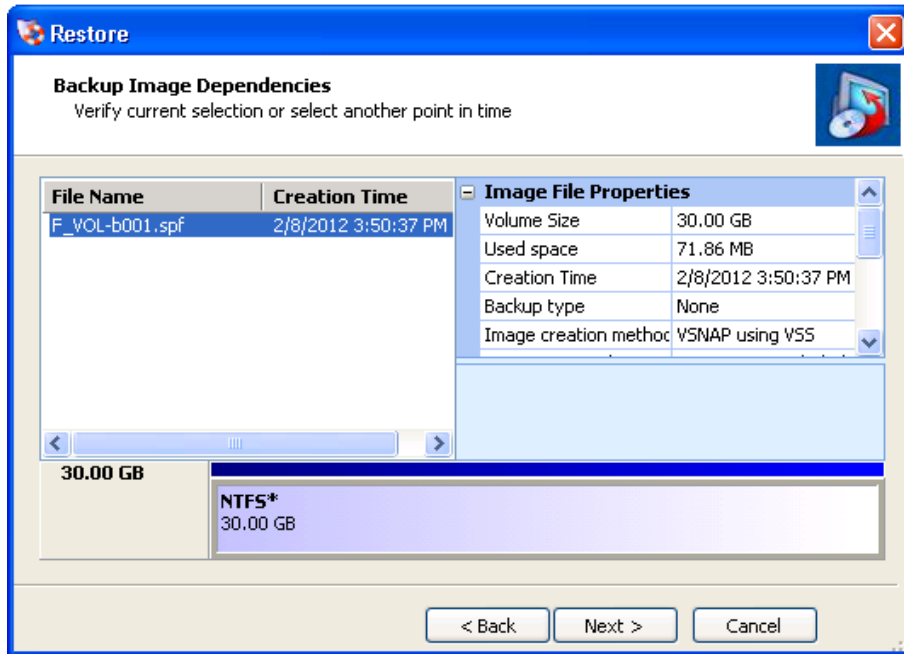 Restore
Backup Image Dependencies
Verify current selection or select another point in time
File Name Creation Time
F_VOL-b001.spf 2/8/2012 3:50:37 PM
Image File Properties
Volume Size 30.00 GB
Used space 71.86 MB
Creation Time 2/8/2012 3:50:37 PM
Backup type None
Image creation methoc VSNAP using VSS
30.00 GB
NTFS*
30.00 GB
< Back Next > Cancel